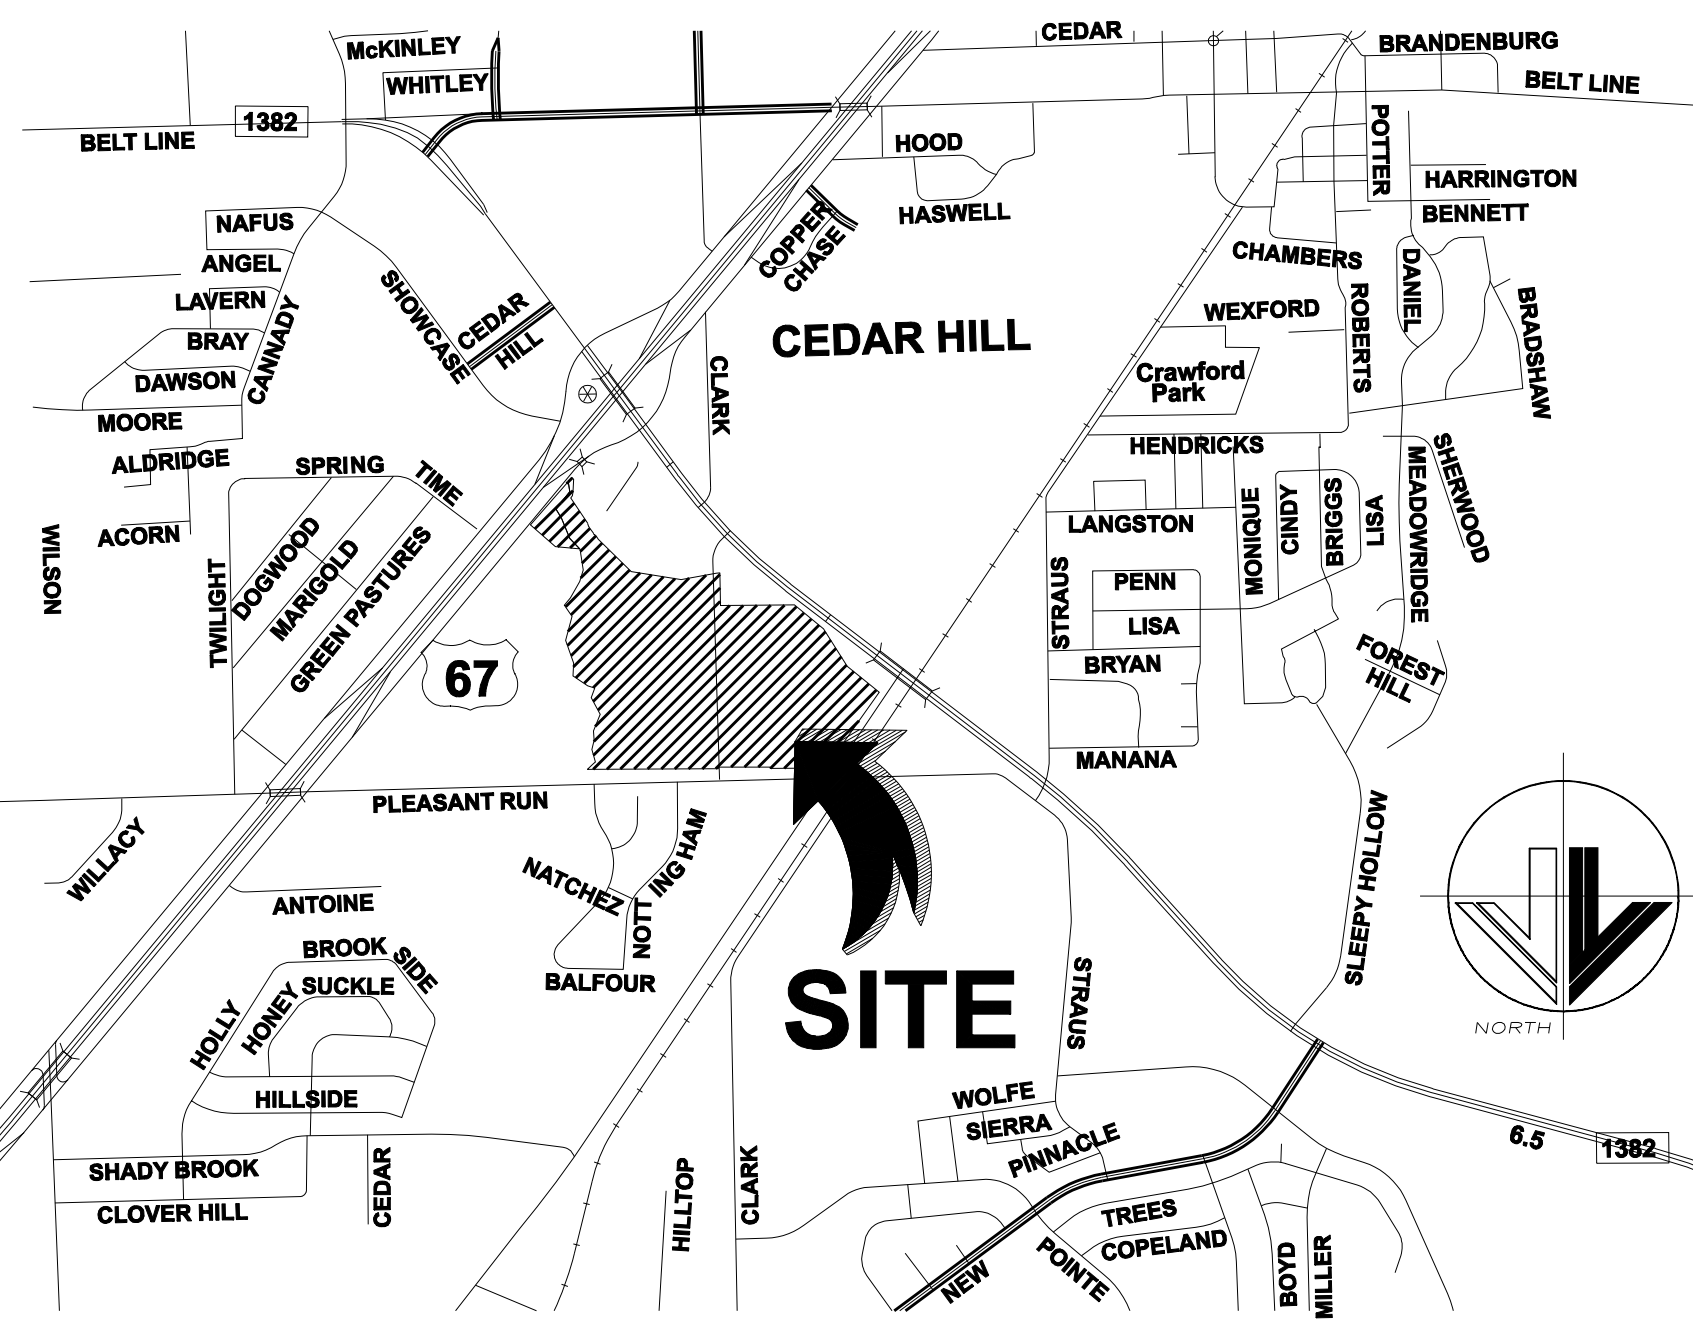 CEDAR
McKINLEY
BRANDENBURG
WHITLEY
BELT LINE
1382
BELT LINE
HOOD
POTTER
HARRINGTON
HASWELL
BENNETT
NAFUS
COPPER
CHASE
ANGEL
CHAMBERS
DANIEL
LAVERN
SHOWCASE
CEDAR
HILL
WEXFORD
ROBERTS
BRADSHAW
CANNADY
BRAY
CEDAR HILL
DAWSON
CLARK
Crawford
Park
MOORE
HENDRICKS
ALDRIDGE
SPRING
TIME
SHERWOOD
MEADOWRIDGE
ACORN
LANGSTON
MONIQUE
CINDY
BRIGGS
LISA
WILSON
TWILIGHT
DOGWOOD
MARIGOLD
GREEN PASTURES
STRAUS
PENN
LISA
BRYAN
FOREST
HILL
67
MANANA
PLEASANT RUN
WILLACY
NATCHEZ
NOTT
ING HAM
SLEEPY HOLLOW
ANTOINE
BROOK
SIDE
SUCKLE
HONEY
HOLLY
BALFOUR
SITE
STRAUS
NORTH
HILLSIDE
WOLFE
SIERRA
PINNACLE
6.5
1382
SHADY BROOK
CEDAR
HILLTOP
CLARK
CLOVER HILL
TREES
COPELAND
NEW
POINTE
BOYD
MILLER